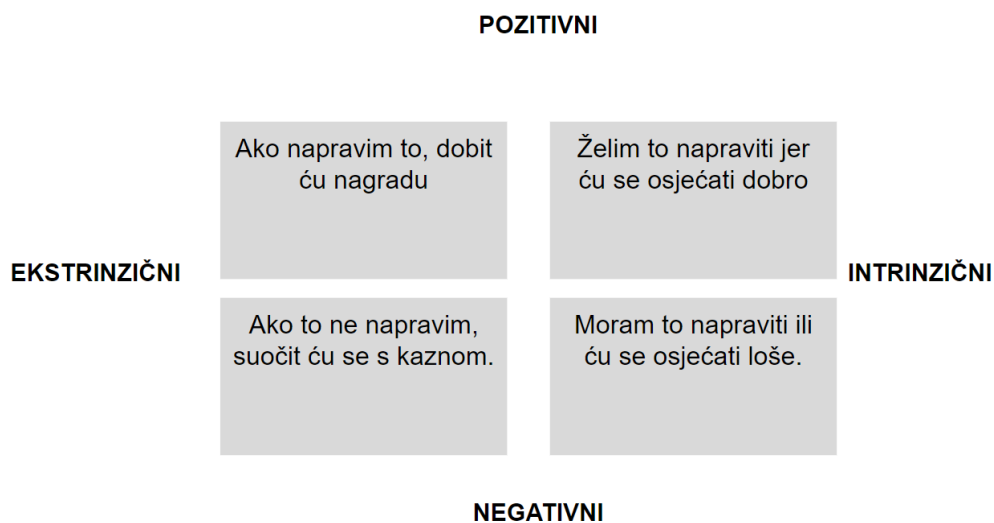 POZITIVNI
Ako napravim to, dobit
ću nagradu
Želim to napraviti jer
ću se osjećati dobro
EKSTRINZIČNI
INTRINZIČNI
Ako to ne napravim,
suočit ću se s kaznom.
Moram to napraviti ili
ću se osjećati loše.
NEGATIVNI